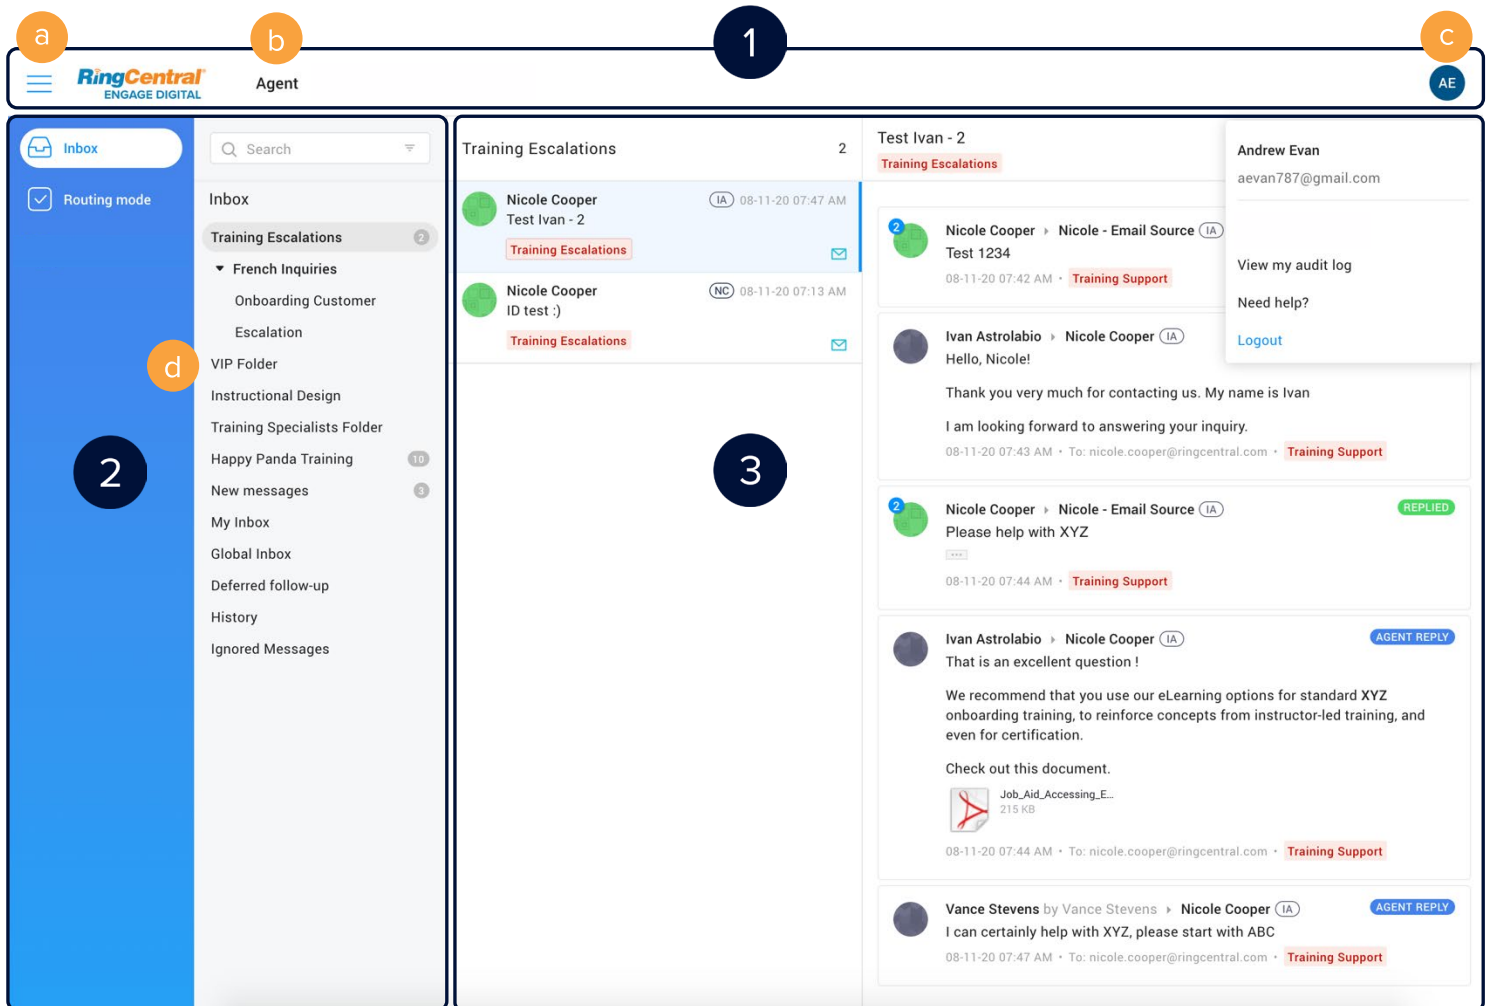 a
b
1
c
RingCentral®
ENGAGE DIGITAL
Agent
AE
Inbox
Routing mode
2
Search
Inbox
Training Escalations 2
French Inquiries
Onboarding Customer
Escalation
d
VIP Folder
Instructional Design
Training Specialists Folder
Happy Panda Training 10
New messages 3
My Inbox
Global Inbox
Deferred follow-up
History
Ignored Messages
Training Escalations 2
Nicole Cooper IA 08-11-20 07:47 AM
Test Ivan - 2
Training Escalations
Nicole Cooper NC 08-11-20 07:13 AM
ID test :)
Training Escalations
3
Test Ivan - 2
Training Escalations
Andrew Evan
aevan787@gmail.com
View my audit log
Need help?
Logout
2
Nicole Cooper Nicole - Email Source IA
Test 1234
08-11-20 07:42 AM • Training Support
Ivan Astrolabio Nicole Cooper IA
Hello, Nicole!
Thank you very much for contacting us. My name is Ivan
I am looking forward to answering your inquiry.
08-11-20 07:43 AM • To: nicole.cooper@ringcentral.com • Training Support
2
Nicole Cooper Nicole - Email Source IA REPLIED
Please help with XYZ
...
08-11-20 07:44 AM • Training Support
Ivan Astrolabio Nicole Cooper IA AGENT REPLY
That is an excellent question !
We recommend that you use our eLearning options for standard XYZ
onboarding training, to reinforce concepts from instructor-led training, and
even for certification.
Check out this document.
Job_Aid_Accessing_E...
215 KB
08-11-20 07:44 AM • To: nicole.cooper@ringcentral.com • Training Support
Vance Stevens by Vance Stevens Nicole Cooper IA AGENT REPLY
I can certainly help with XYZ, please start with ABC
08-11-20 07:47 AM • To: nicole.cooper@ringcentral.com • Training Support